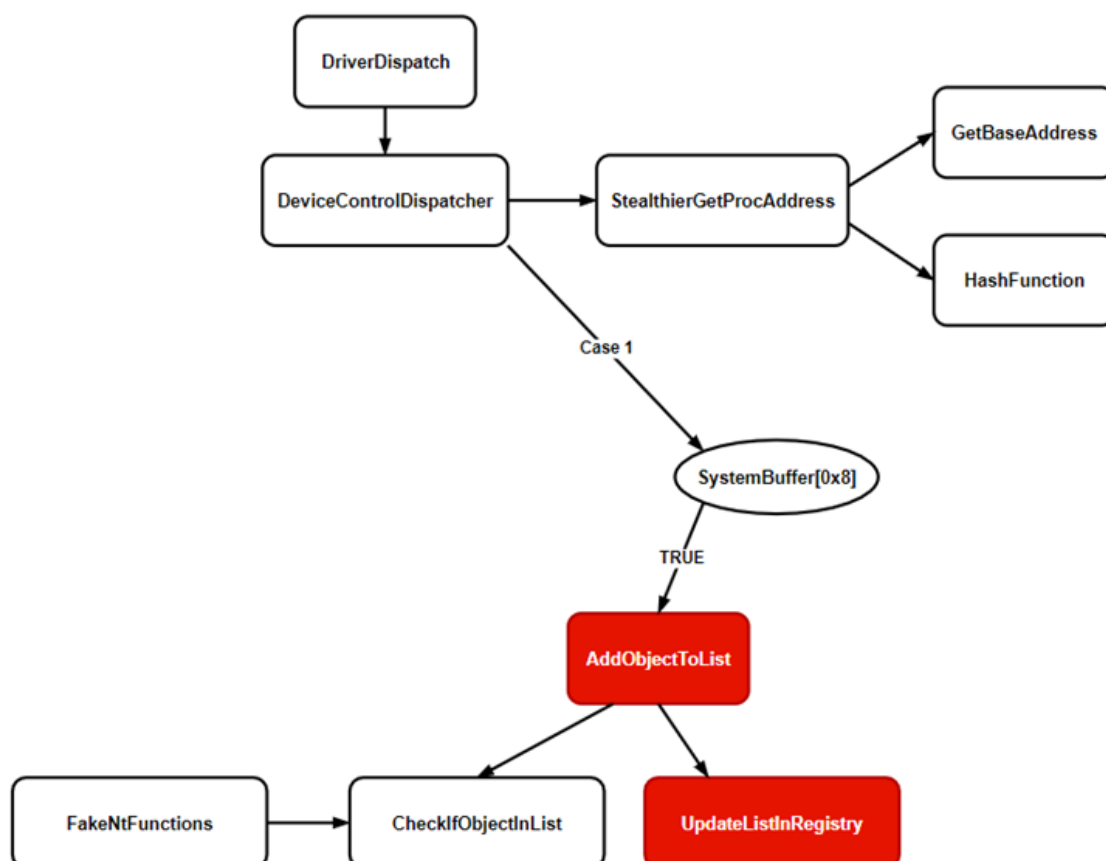 DriverDispatch
GetBaseAddress
DeviceControlDispatcher
StealthierGetProcAddress
HashFunction
Case 1
SystemBuffer[0x8]
TRUE
AddObjectToList
FakeNtFunctions
CheckIfObjectInList
UpdateListInRegistry